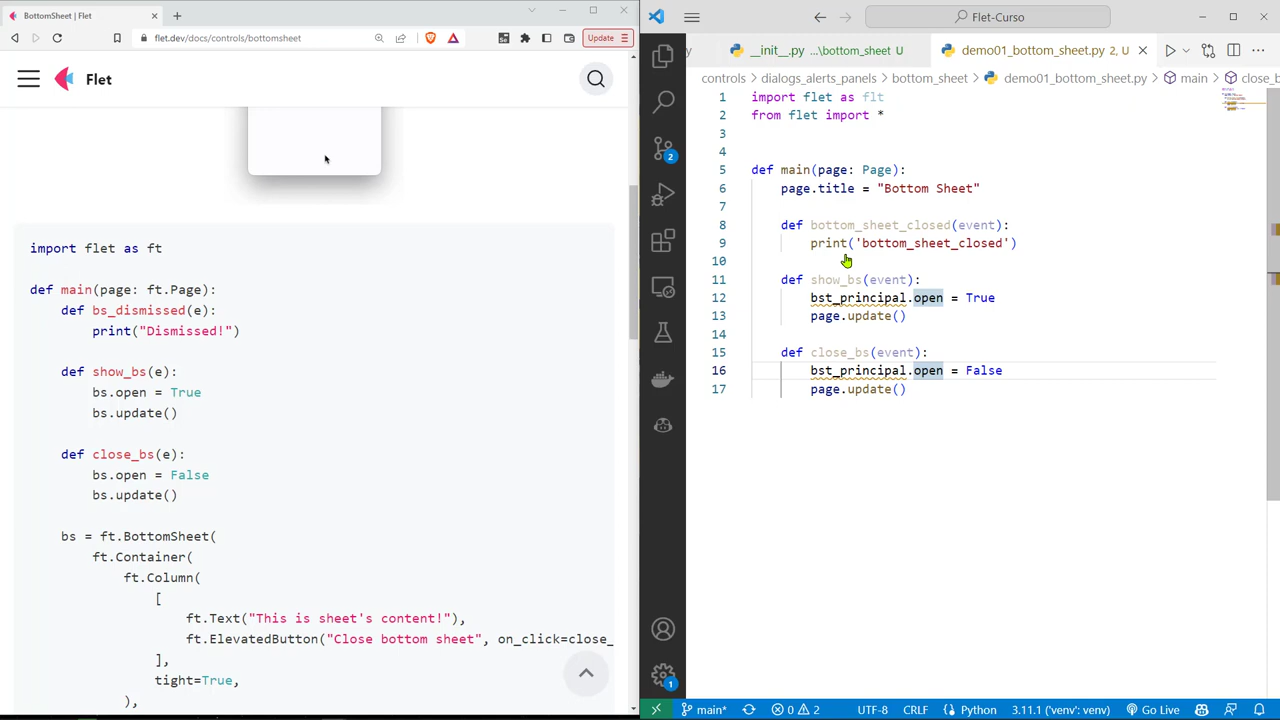 BottomSheet | Flet
flet.dev/docs/controls/bottomsheet
Update
Flet
import flet as ft
def main(page: ft.Page):
def bs_dismissed(e):
print("Dismissed!")
def show_bs(e):
bs.open = True
bs.update()
def close_bs(e):
bs.open = False
bs.update()
bs = ft.BottomSheet(
ft.Container(
ft.Column(
[
ft.Text("This is sheet's content!"),
ft.ElevatedButton("Close bottom sheet", on_click=close_
],
tight=True,
),
Flet-Curso
__init__.py ...\bottom_sheet U
demo01_bottom_sheet.py 2, U
controls > dialogs_alerts_panels > bottom_sheet > demo01_bottom_sheet.py > main > close_b
1 import flet as flt
2 from flet import *
3
4
5 def main(page: Page):
6 page.title = "Bottom Sheet"
7
8 def bottom_sheet_closed(event):
9 print('bottom_sheet_closed')
10
11 def show_bs(event):
12 bst_principal.open = True
13 page.update()
14
15 def close_bs(event):
16 bst_principal.open = False
17 page.update()
2
1
main* 0 2 UTF-8 CRLF Python 3.11.1 ('venv': venv) Go Live